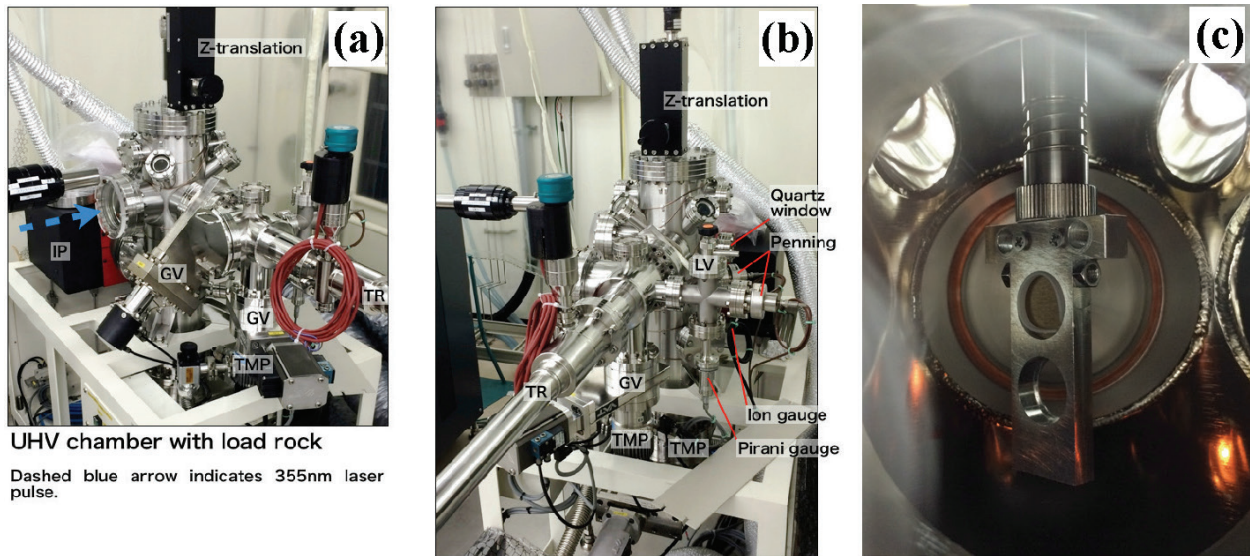 (a)
Z-translation
IP
GV
GV
TR
TMP
UHV chamber with load rock
Dashed blue arrow indicates 355nm laser
pulse.
(b)
Z-translation
Quartz
window
Penning
LV
TR
GV
TMP
TMP
Ion gauge
Pirani gauge
(c)